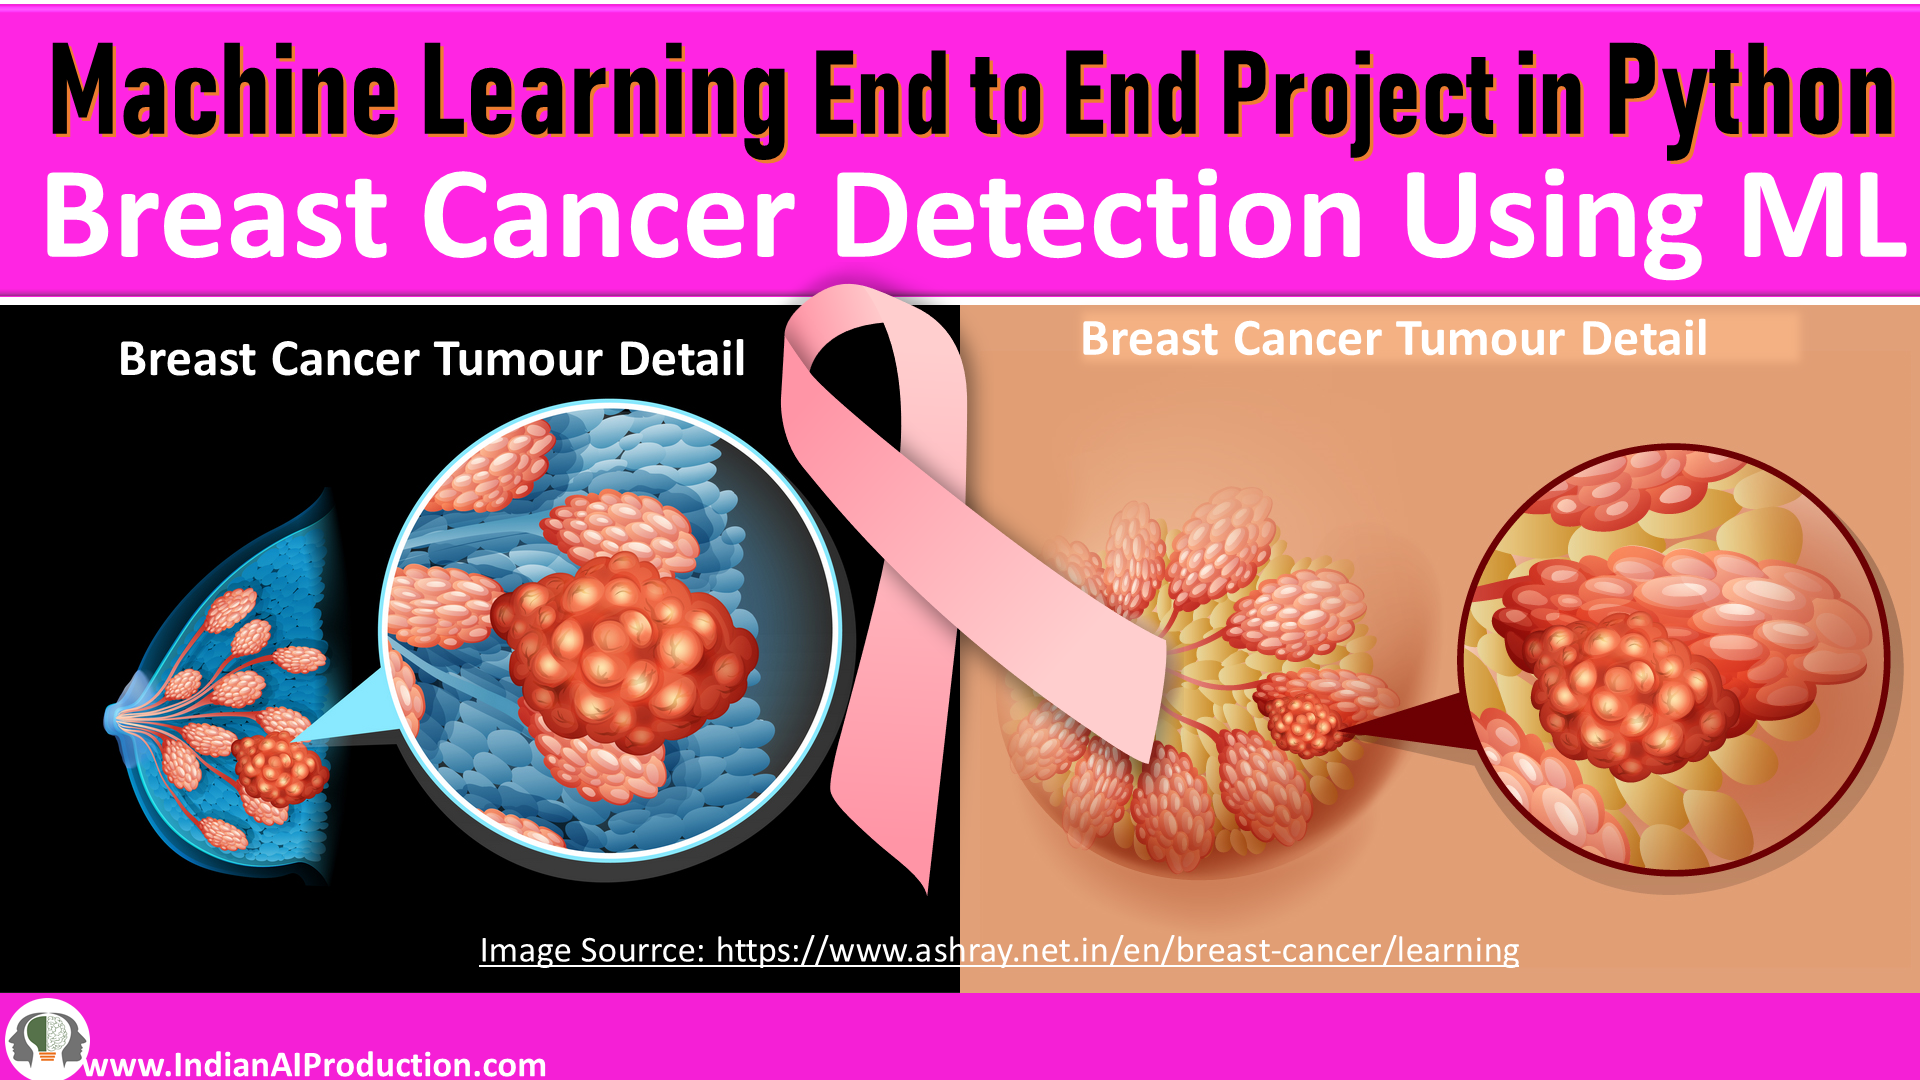 Machine Learning End to End Project in Python
Breast Cancer Detection Using ML
Breast Cancer Tumour Detail
Breast Cancer Tumour Detail
Image Sourrce: https://www.ashray.net.in/en/breast-cancer/learning
www.IndianAIProduction.com